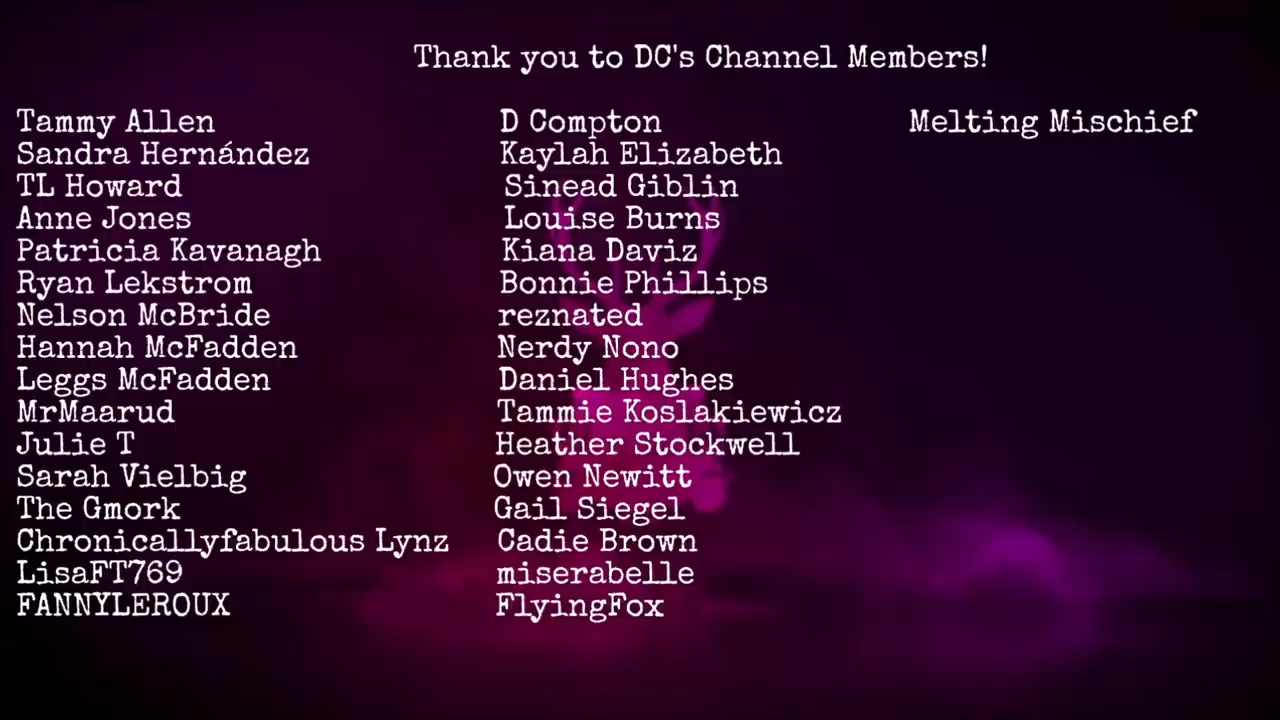 Thank you to DC's Channel Members!
Tammy Allen
Sandra Hernández
TL Howard
Anne Jones
Patricia Kavanagh
Ryan Lekstrom
Nelson McBride
Hannah McFadden
Leggs McFadden
MrMaarud
Julie T
Sarah Vielbig
The Gmork
Chronicallyfabulous Lynz
LisaFT769
FANNYLEROUX
D Compton
Kaylah Elizabeth
Sinead Giblin
Louise Burns
Kiana Daviz
Bonnie Phillips
reznated
Nerdy Nono
Daniel Hughes
Tammie Koslakiewicz
Heather Stockwell
Owen Newitt
Gail Siegel
Cadie Brown
miserabelle
FlyingFox
Melting Mischief